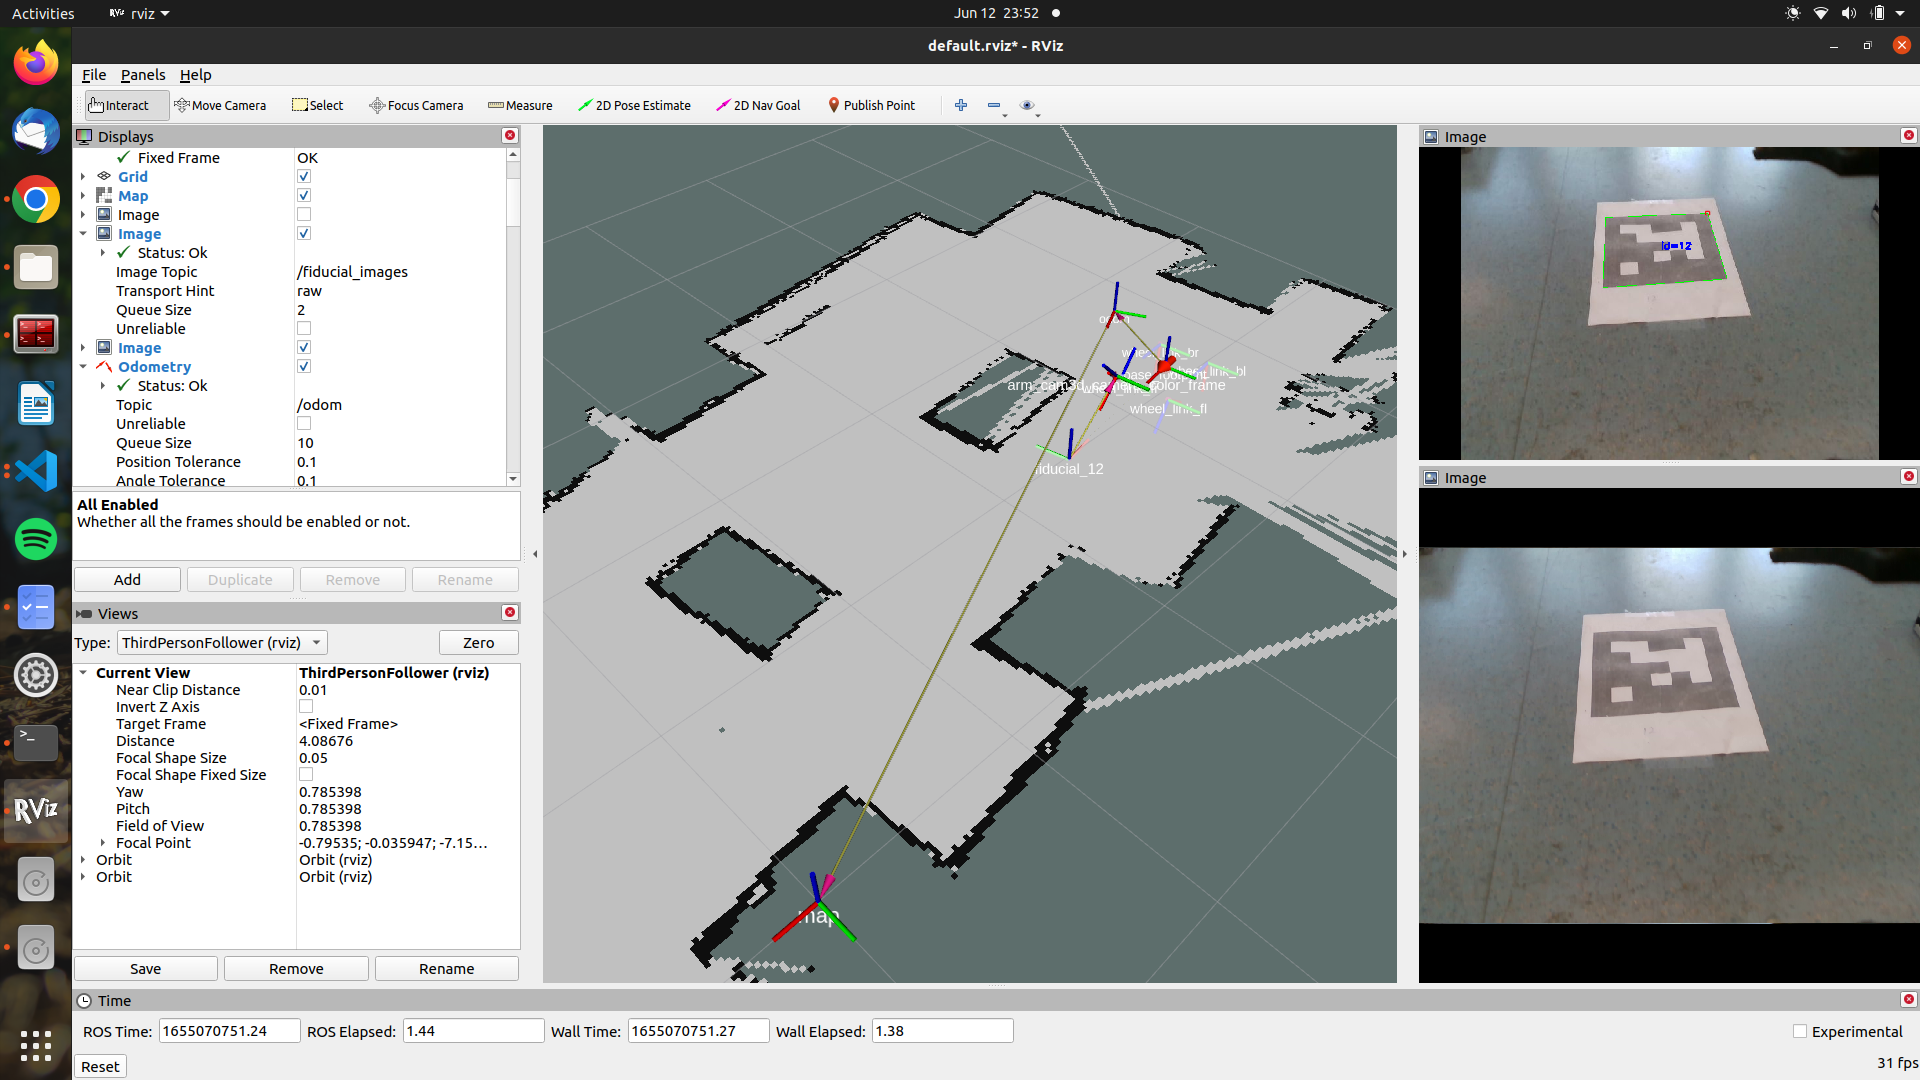 Activities
RViz rviz
Jun 12 23:52
default.rviz* - RViz
File Panels Help
Interact Move Camera Select Focus Camera Measure 2D Pose Estimate 2D Nav Goal Publish Point
Displays
Fixed Frame OK
Grid
Map
Image
Image
Status: Ok
Image Topic /fiducial_images
Transport Hint raw
Queue Size 2
Unreliable
Image
Odometry
Status: Ok
Topic /odom
Unreliable
Queue Size 10
Position Tolerance 0.1
Angle Tolerance 0.1
All Enabled
Whether all the frames should be enabled or not.
Add Duplicate Remove Rename
Views
Type: ThirdPersonFollower (rviz) Zero
Current View ThirdPersonFollower (rviz)
Near Clip Distance 0.01
Invert Z Axis
Target Frame <Fixed Frame>
Distance 4.08676
Focal Shape Size 0.05
Focal Shape Fixed Size
Yaw 0.785398
Pitch 0.785398
Field of View 0.785398
Focal Point -0.79535; -0.035947; -7.15...
Orbit Orbit (rviz)
Orbit Orbit (rviz)
Save Remove Rename
wheel_link_fl
fiducial_12
map
Image
id=12
Image
Time
ROS Time: 1655070751.24 ROS Elapsed: 1.44 Wall Time: 1655070751.27 Wall Elapsed: 1.38 Experimental
Reset 31 fps
RViz